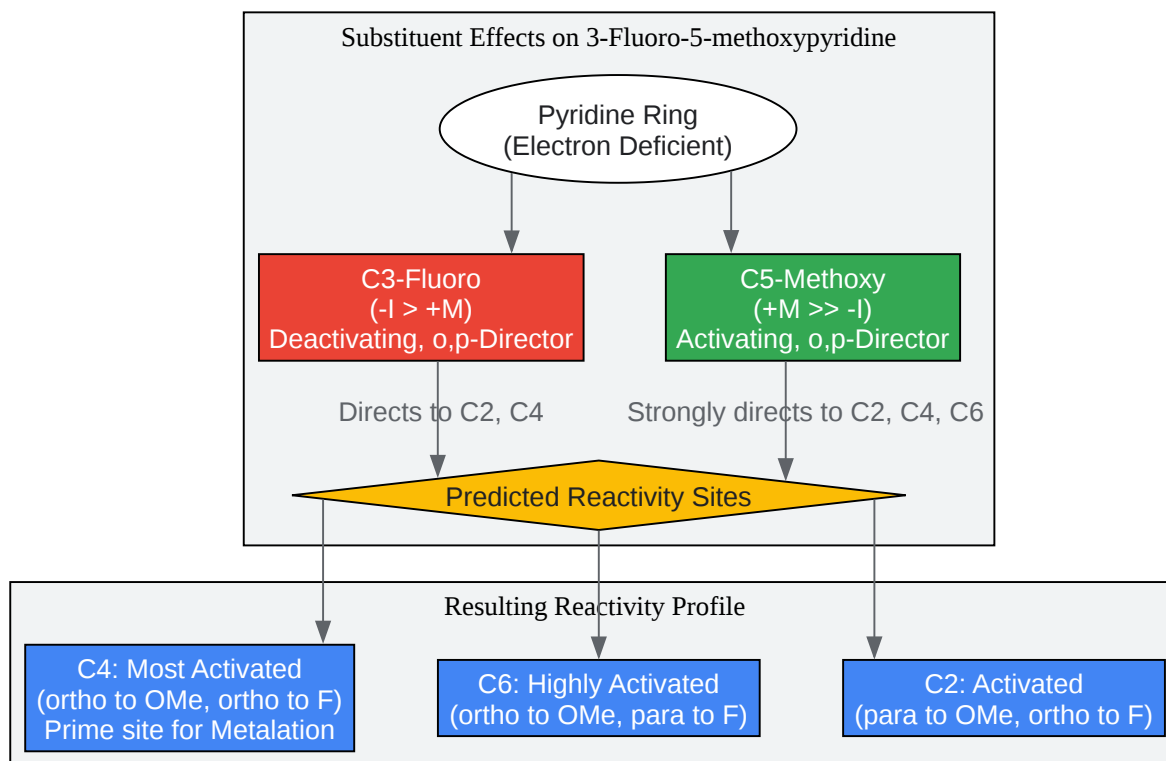 Substituent Effects on 3-Fluoro-5-methoxypyridine
Pyridine Ring
(Electron Deficient)
C3-Fluoro
(-I > +M)
Deactivating, o,p-Director
C5-Methoxy
(+M >> -I)
Activating, o,p-Director
Directs to C2, C4
Strongly directs to C2, C4, C6
Predicted Reactivity Sites
Resulting Reactivity Profile
C4: Most Activated
(ortho to OMe, ortho to F)
Prime site for Metalation
C6: Highly Activated
(ortho to OMe, para to F)
C2: Activated
(para to OMe, ortho to F)